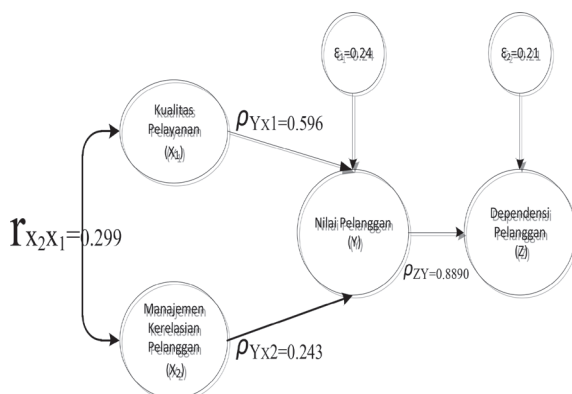 ε₁=0.24
ε₂=0.21
Kualitas
Pelayanan
(X₁)
ρYx1=0.596
rx₂x₁=0.299
Nilai Pelanggan
(Y)
ρZY=0.8890
Dependensi
Pelanggan
(Z)
Manajemen
Kerelasian
Pelanggan
(X₂)
ρYx2=0.243